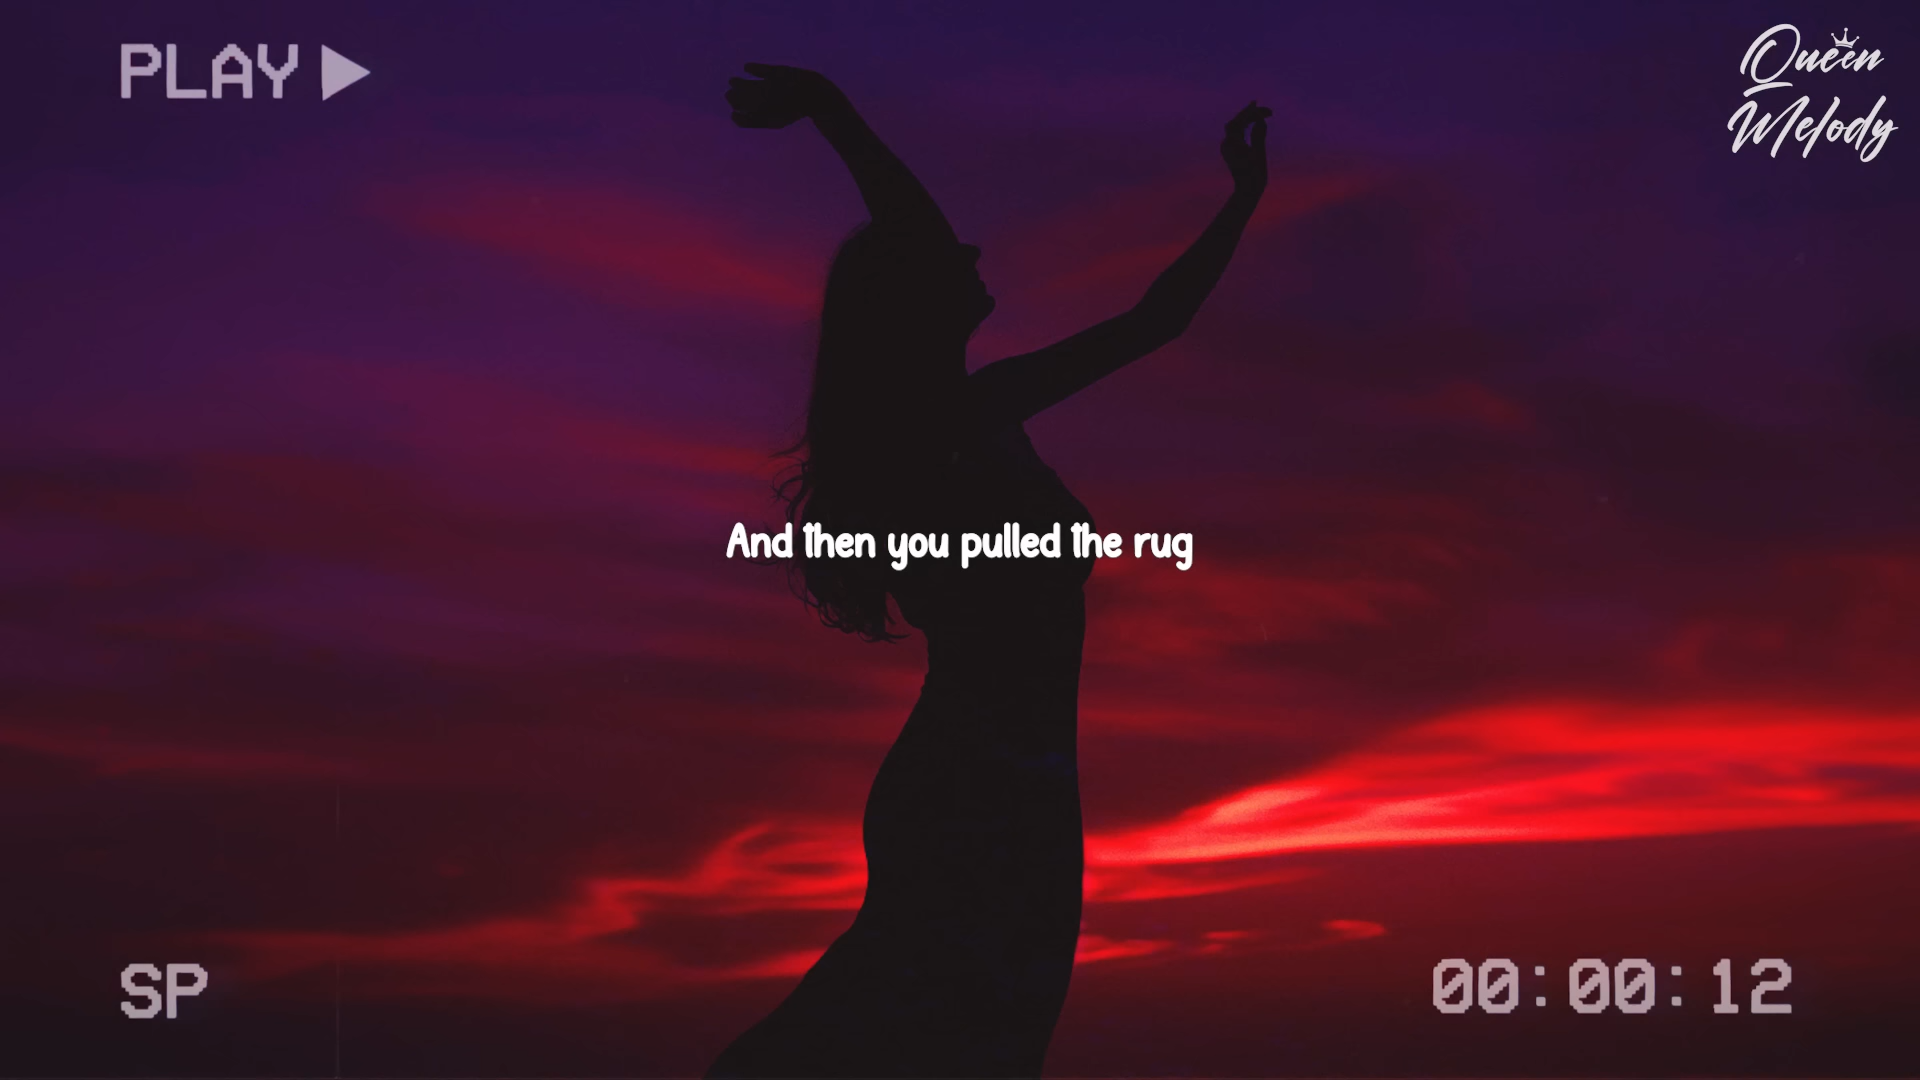 PLAY
Queen
Melody
And then you pulled the rug
SP
00:00:12